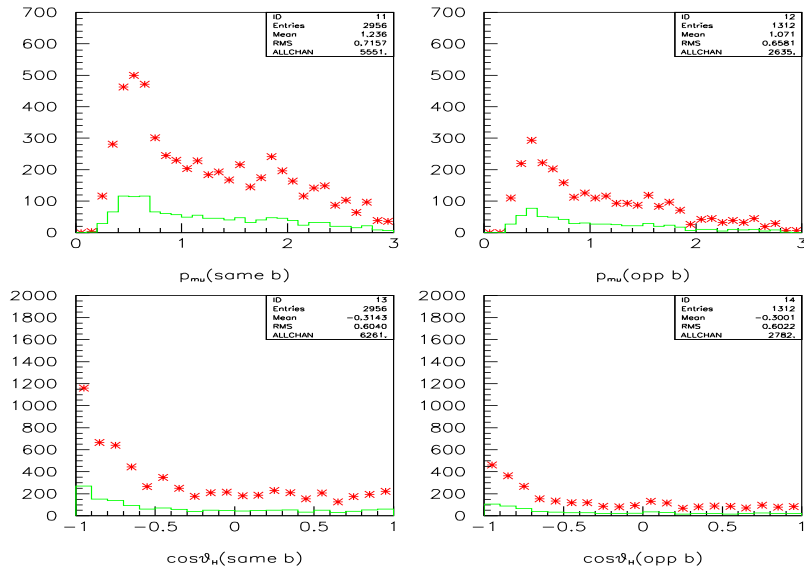 ID 11
Entries 2956
Mean 1.236
RMS 0.7157
ALLCHAN 5551.
700
600
500
400
300
200
100
0
0 1 2 3
pmu(same b)
ID 12
Entries 1312
Mean 1.071
RMS 0.6581
ALLCHAN 2635.
700
600
500
400
300
200
100
0
0 1 2 3
pmu(opp b)
ID 13
Entries 2956
Mean -0.3143
RMS 0.6040
ALLCHAN 6261.
2000
1800
1600
1400
1200
1000
800
600
400
200
0
-1 -0.5 0 0.5 1
cosϑH(same b)
ID 14
Entries 1312
Mean -0.3001
RMS 0.6022
ALLCHAN 2782.
2000
1800
1600
1400
1200
1000
800
600
400
200
0
-1 -0.5 0 0.5 1
cosϑH(opp b)